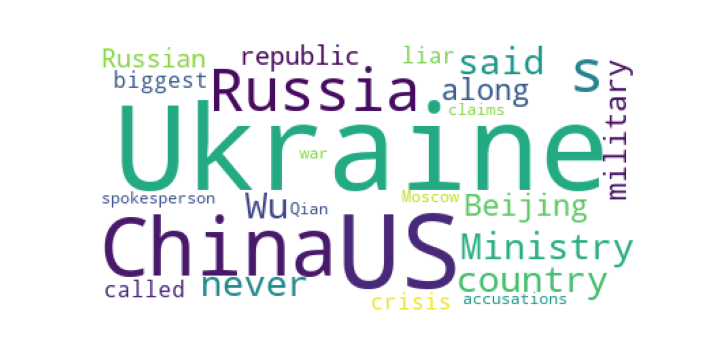 Russian republic liar said s
biggest Russia along military
claims
Ukraine
war
spokesperson Wu Qian Moscow Beijing
China US Ministry
country
called never crisis accusations